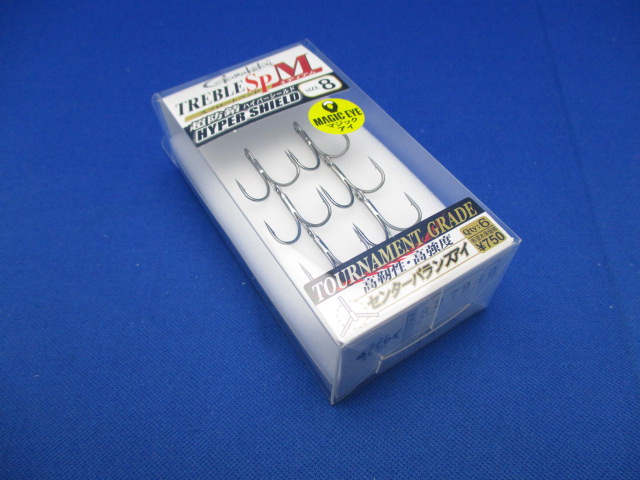 Gamakatsu
TREBLE SP M
SIZE 8
超防錆 ハイパーシールド
HYPER SHIELD
MAGIC EYE
マジック
アイ
TOURNAMENT GRADE
高靭性・高強度
Qty: 6
¥750
センターバランスアイ